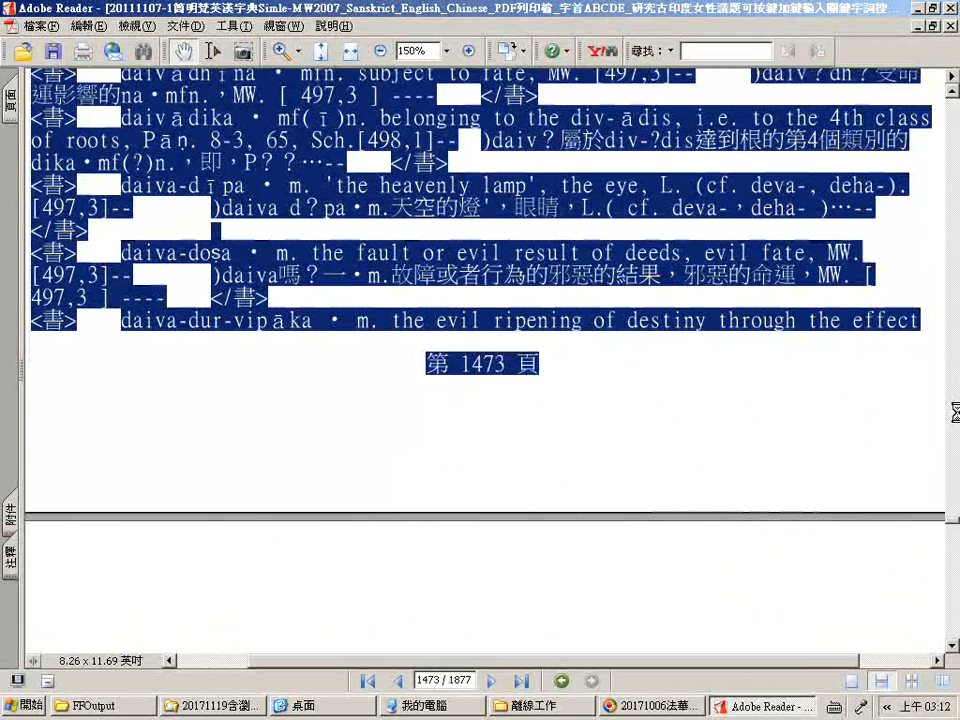 Adobe Reader - [20111107-1簡明梵英漢字典Simle-MW2007_Sanskrict_English_Chinese_PDF列印檔_字首ABCDE_研究古印度女性議題可按鍵加鍵輸入關鍵字詞搜...
檔案(F) 編輯(E) 檢視(V) 文件(D) 工具(T) 視窗(W) 說明(H)
150% 尋找:
頁面
<書> daivādhīna • mfn. subject to fate, MW. [497,3]-- )daiv?dh?受命
運影響的na•mfn.，MW. [ 497,3 ] ---- </書>
<書> daivādika • mf(ī)n. belonging to the div-ādis, i.e. to the 4th class
of roots, Pāṇ. 8-3, 65, Sch.[498,1]-- )daiv?屬於div-?dis達到根的第4個類別的
dika•mf(?)n.，即，P??…-- </書>
<書> daiva-dīpa • m. 'the heavenly lamp', the eye, L. (cf. deva-, deha-).
[497,3]-- )daiva d?pa•m.天空的燈'，眼睛，L.( cf. deva-，deha- )…--
</書>
<書> daiva-doṣa • m. the fault or evil result of deeds, evil fate, MW.
[497,3]-- )daiva嗎？一•m.故障或者行為的邪惡的結果，邪惡的命運，MW. [
497,3 ] ---- </書>
<書> daiva-dur-vipāka • m. the evil ripening of destiny through the effect
第 1473 頁
附件
注釋
8.26 x 11.69 英吋
1473 / 1877
開始 FFOutput 20171119含瀏... 桌面 我的電腦 離線工作 20171006法華... Adobe Reader - [... 上午 03:12